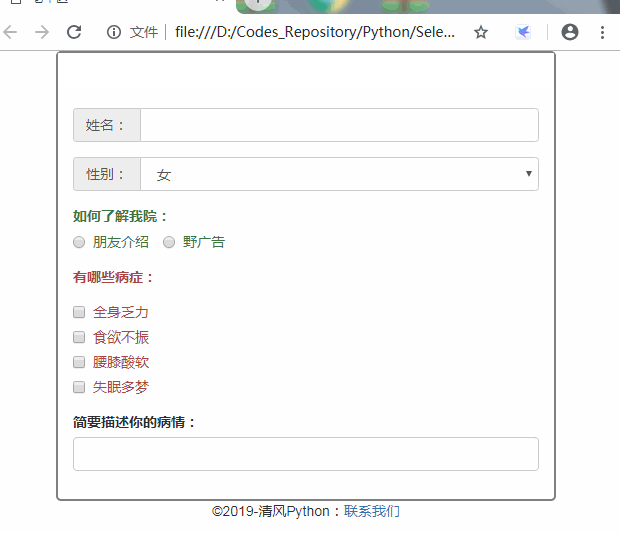 文件 file:///D:/Codes_Repository/Python/Sele...
姓名：
性别： 女
如何了解我院：
朋友介绍 野广告
有哪些病症：
全身乏力
食欲不振
腰膝酸软
失眠多梦
简要描述你的病情：
©2019-清风Python：联系我们